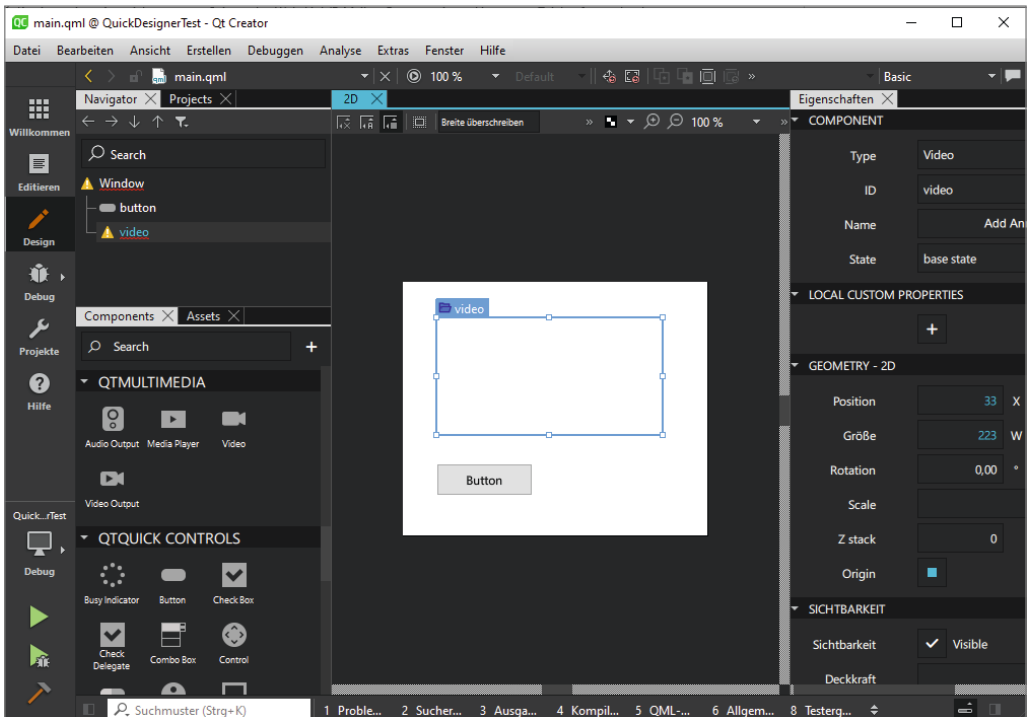 QC main.qml @ QuickDesignerTest - Qt Creator
Datei Bearbeiten Ansicht Erstellen Debuggen Analyse Extras Fenster Hilfe
main.qml 100 % Default Basic
Navigator Projects 2D Eigenschaften
Breite überschreiben 100 %
Willkommen
Editieren
Design
Debug
Projekte
Hilfe
Quick...rTest
Debug
Search
Window
button
video
Components Assets
Search +
QTMULTIMEDIA
Audio Output Media Player Video
Video Output
QTQUICK CONTROLS
Busy Indicator Button Check Box
Check Delegate Combo Box Control
video
Button
COMPONENT
Type Video
ID video
Name Add An
State base state
LOCAL CUSTOM PROPERTIES
+
GEOMETRY - 2D
Position 33 X
Größe 223 W
Rotation 0,00 °
Scale
Z stack 0
Origin
SICHTBARKEIT
Sichtbarkeit Visible
Deckkraft
Suchmuster (Strg+K) 1 Proble... 2 Sucher... 3 Ausga... 4 Kompil... 5 QML-... 6 Allgem... 8 Testerg...